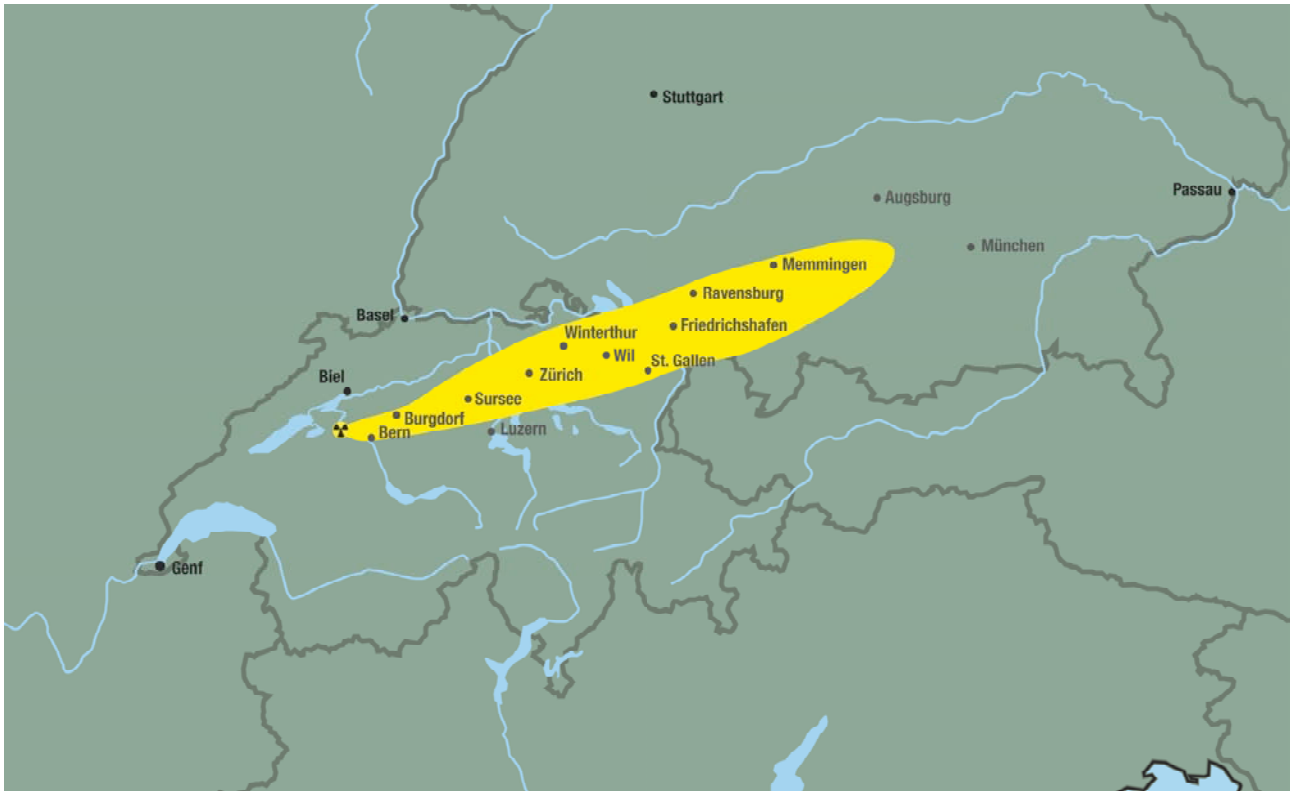 Stuttgart
Passau
Augsburg
München
Memmingen
Ravensburg
Basel
Friedrichshafen
Winterthur
Wil
St. Gallen
Zürich
Biel
Sursee
Burgdorf
Luzern
Bern
Genf